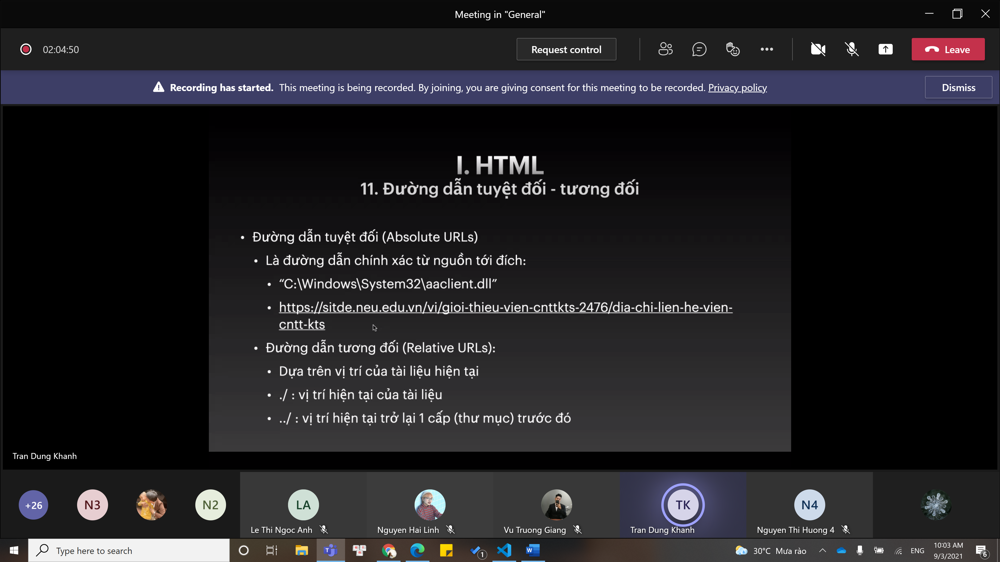 Meeting in "General"
02:04:50
Request control
Leave
Recording has started. This meeting is being recorded. By joining, you are giving consent for this meeting to be recorded. Privacy policy
Dismiss
I. HTML
11. Đường dẫn tuyệt đối - tương đối
• Đường dẫn tuyệt đối (Absolute URLs)
• Là đường dẫn chính xác từ nguồn tới đích:
• “C:\Windows\System32\aaclient.dll”
• https://sitde.neu.edu.vn/vi/gioi-thieu-vien-cnttkts-2476/dia-chi-lien-he-vien-
cntt-kts
• Đường dẫn tương đối (Relative URLs):
• Dựa trên vị trí của tài liệu hiện tại
• ./ : vị trí hiện tại của tài liệu
• ../ : vị trí hiện tại trở lại 1 cấp (thư mục) trước đó
Tran Dung Khanh
+26
N3
N2
LA
TK
N4
Le Thi Ngoc Anh
Nguyen Hai Linh
Vu Truong Giang
Tran Dung Khanh
Nguyen Thi Huong 4
Type here to search
T
u n i
W
1
30°C Mưa rào
ENG
10:03 AM
9/3/2021
6